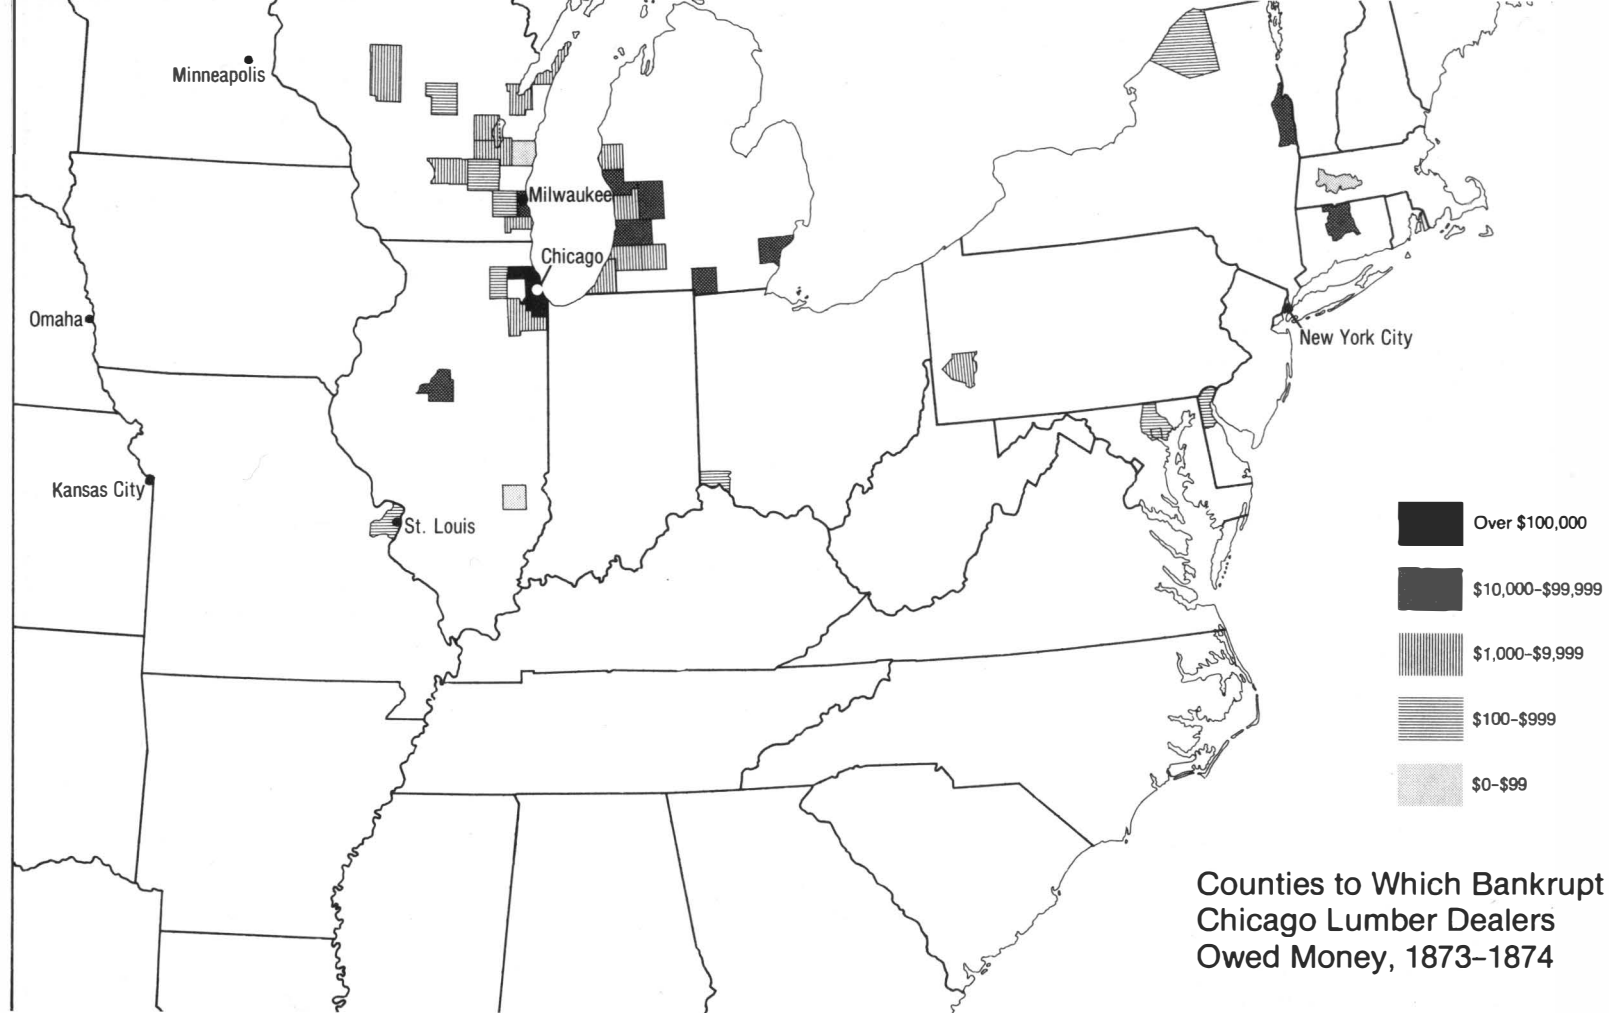 Minneapolis
Milwaukee
Chicago
Omaha
New York City
Kansas City
St. Louis
Over $100,000
$10,000–$99,999
$1,000–$9,999
$100–$999
$0–$99
Counties to Which Bankrupt
Chicago Lumber Dealers
Owed Money, 1873–1874